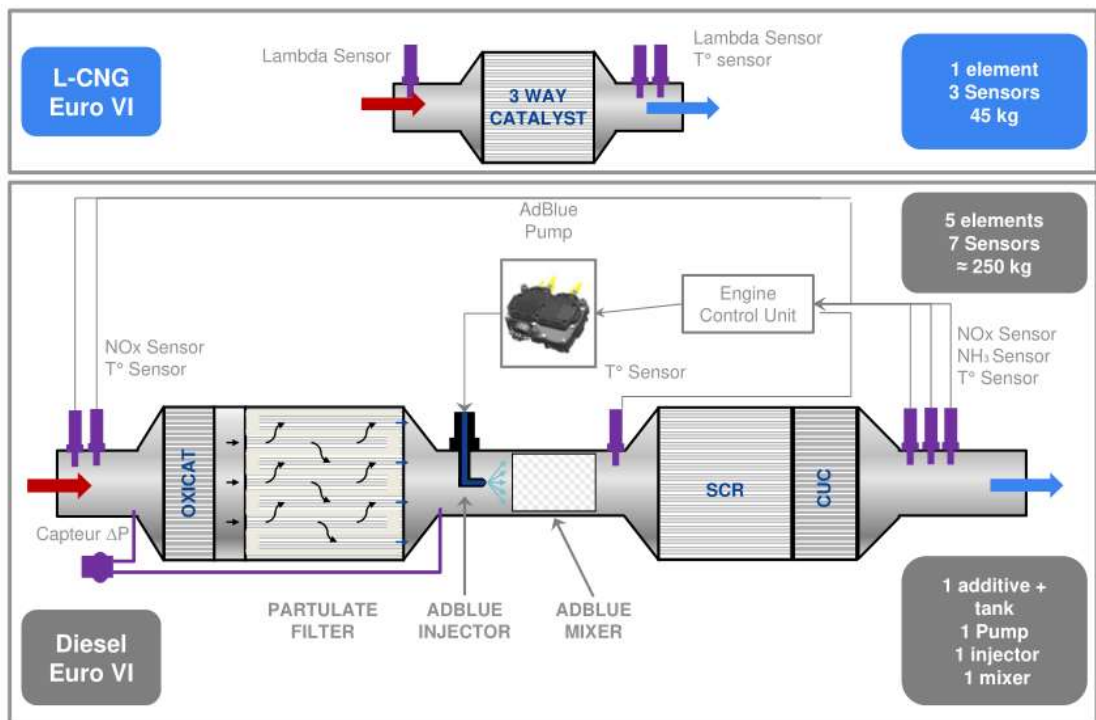 L-CNG
Euro VI
Lambda Sensor
3 WAY
CATALYST
Lambda Sensor
T° sensor
1 element
3 Sensors
45 kg
AdBlue
Pump
5 elements
7 Sensors
≈ 250 kg
Engine
Control Unit
NOx Sensor
T° Sensor
T° Sensor
NOx Sensor
NH₃ Sensor
T° Sensor
OXICAT
SCR
CUC
Capteur ΔP
PARTULATE
FILTER
ADBLUE
INJECTOR
ADBLUE
MIXER
Diesel
Euro VI
1 additive +
tank
1 Pump
1 injector
1 mixer